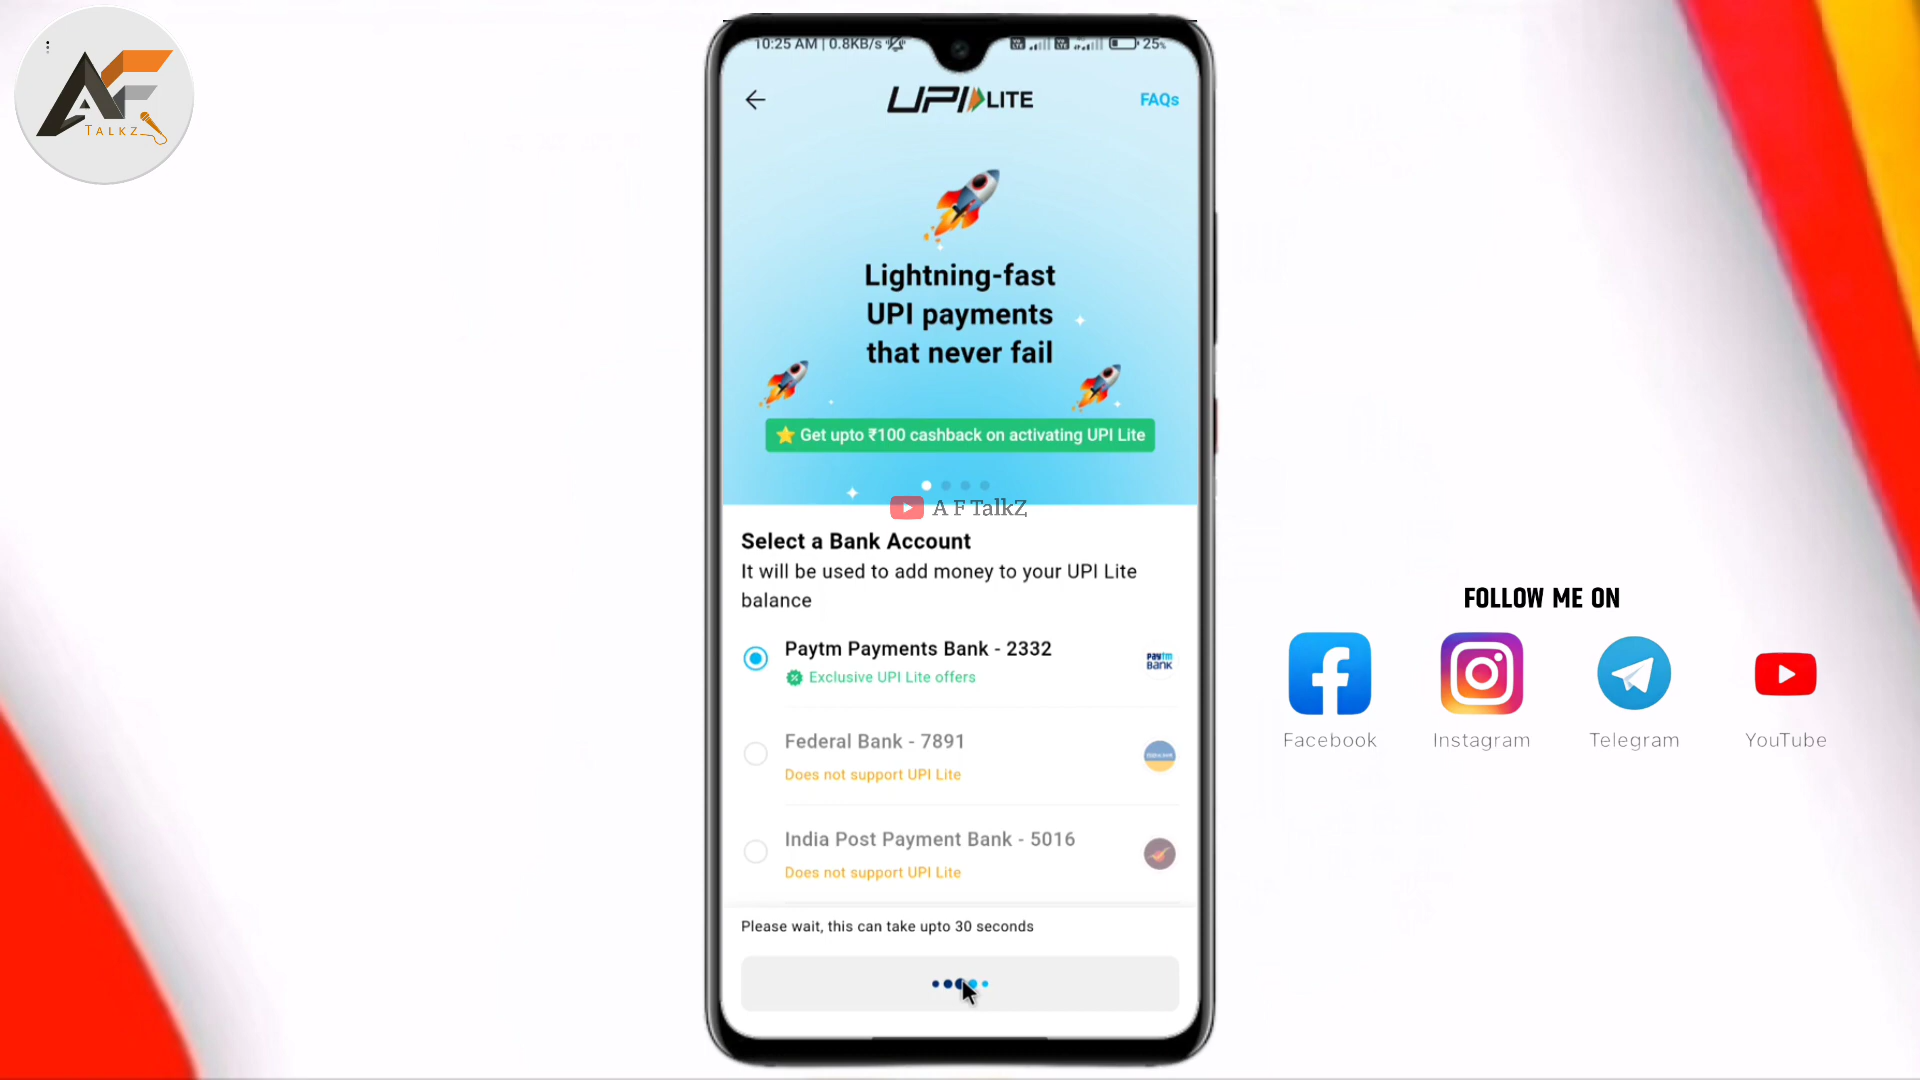 AF
TALKZ
10:25 AM | 0.8KB/s
25%
UPI LITE
FAQs
Lightning-fast
UPI payments
that never fail
Get upto ₹100 cashback on activating UPI Lite
A F TalkZ
Select a Bank Account
It will be used to add money to your UPI Lite
balance
Paytm Payments Bank - 2332
Exclusive UPI Lite offers
paytm
BANK
Federal Bank - 7891
Does not support UPI Lite
India Post Payment Bank - 5016
Does not support UPI Lite
Please wait, this can take upto 30 seconds
FOLLOW ME ON
Facebook
Instagram
Telegram
YouTube